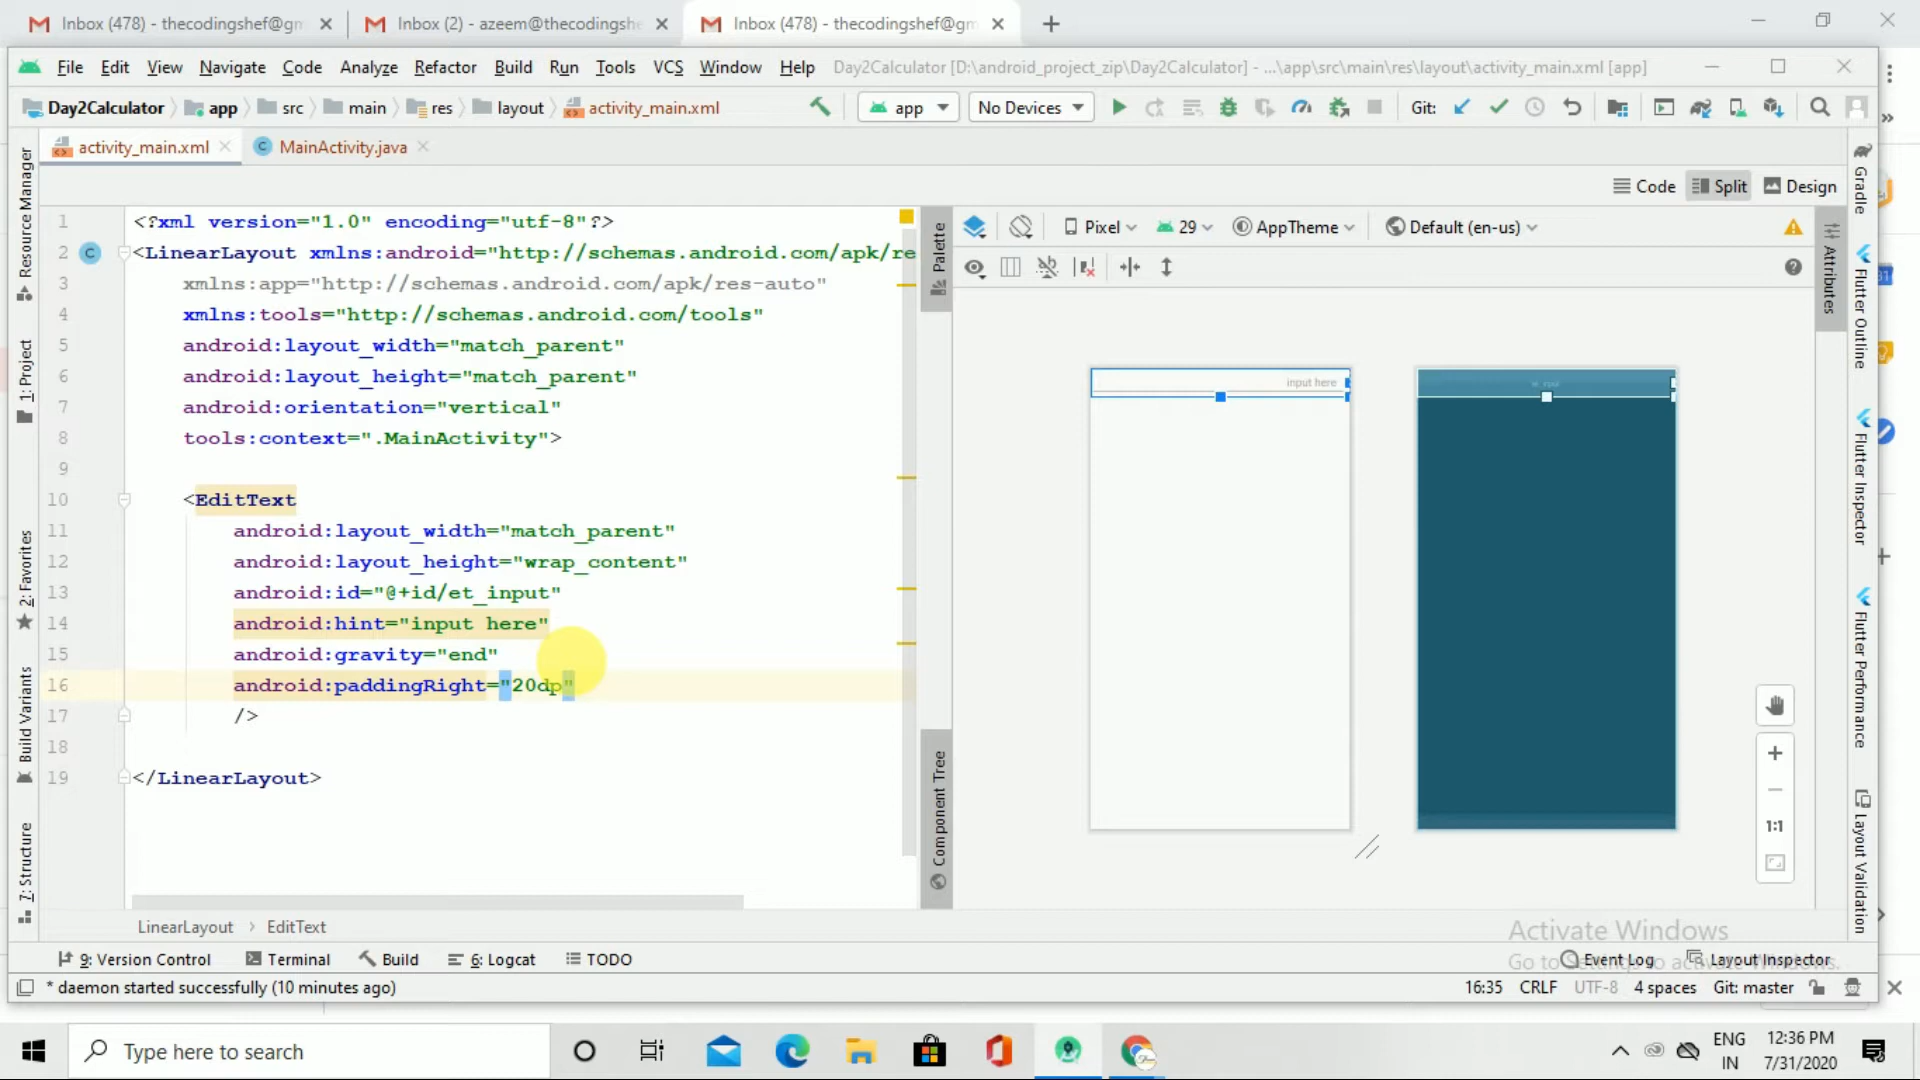 Inbox (478) - thecodingshef@gm
Inbox (2) - azeem@thecodingshe
Inbox (478) - thecodingshef@gm
File Edit View Navigate Code Analyze Refactor Build Run Tools VCS Window Help Day2Calculator [D:\android_project_zip\Day2Calculator] - ...\app\src\main\res\layout\activity_main.xml [app]
Day2Calculator app src main res layout activity_main.xml app No Devices Git:
activity_main.xml MainActivity.java
Code Split Design
Resource Manager
1: Project
2: Favorites
Build Variants
7: Structure
1 <?xml version="1.0" encoding="utf-8"?>
2 <LinearLayout xmlns:android="http://schemas.android.com/apk/re
3 xmlns:app="http://schemas.android.com/apk/res-auto"
4 xmlns:tools="http://schemas.android.com/tools"
5 android:layout_width="match_parent"
6 android:layout_height="match_parent"
7 android:orientation="vertical"
8 tools:context=".MainActivity">
9
10 <EditText
11 android:layout_width="match_parent"
12 android:layout_height="wrap_content"
13 android:id="@+id/et_input"
14 android:hint="input here"
15 android:gravity="end"
16 android:paddingRight="20dp"
17 />
18
19 </LinearLayout>
LinearLayout EditText
Palette
Component Tree
Pixel 29 AppTheme Default (en-us)
input here
1:1
Attributes
Gradle
Flutter Outline
Flutter Inspector
Flutter Performance
Layout Validation
Activate Windows
Go to Settings to activate Windows.
9: Version Control Terminal Build 6: Logcat TODO Event Log Layout Inspector
* daemon started successfully (10 minutes ago) 16:35 CRLF UTF-8 4 spaces Git: master
Type here to search
ENG
IN
12:36 PM
7/31/2020